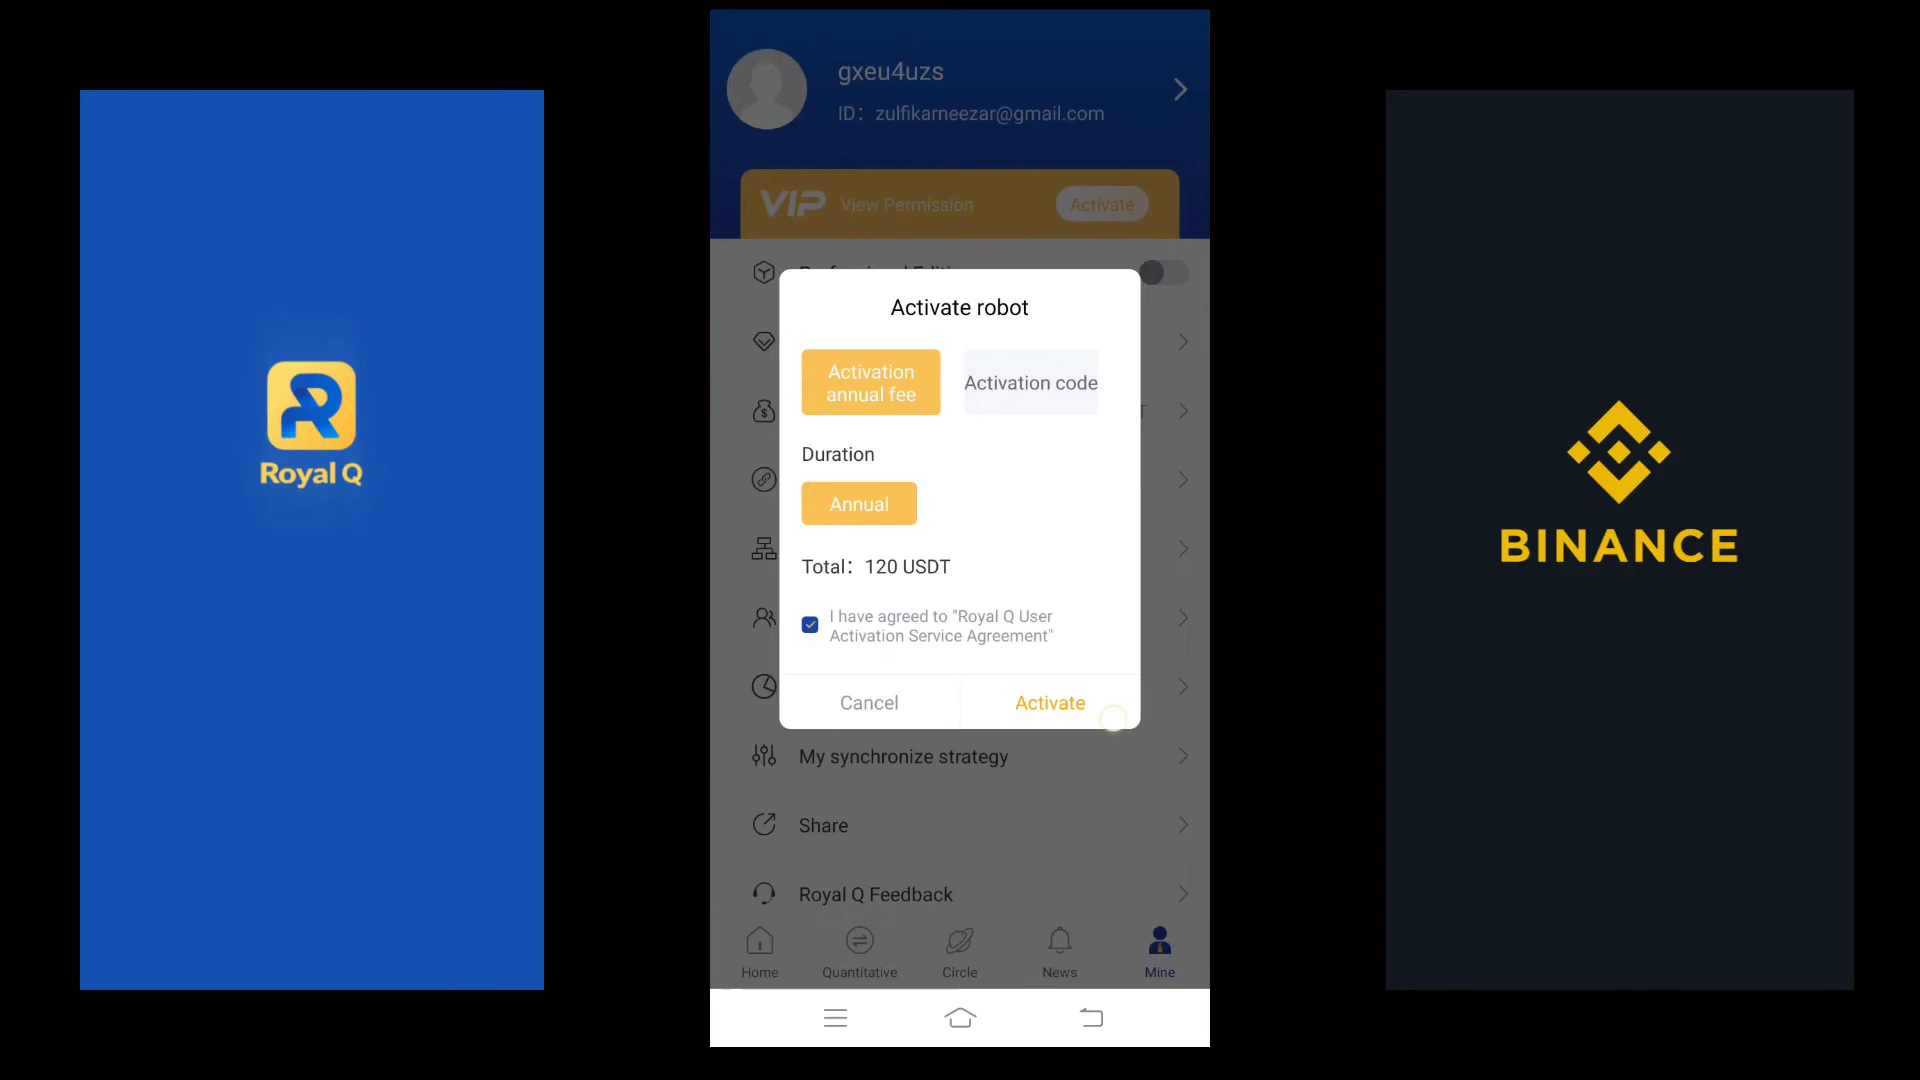 Royal Q
gxeu4uzs
ID: zulfikarneezar@gmail.com
VIP View Permission Activate
Activate robot
Activation
annual fee
Activation code
Duration
Annual
Total: 120 USDT
I have agreed to "Royal Q User
Activation Service Agreement"
Cancel Activate
My synchronize strategy
Share
Royal Q Feedback
Home Quantitative Circle News Mine
BINANCE